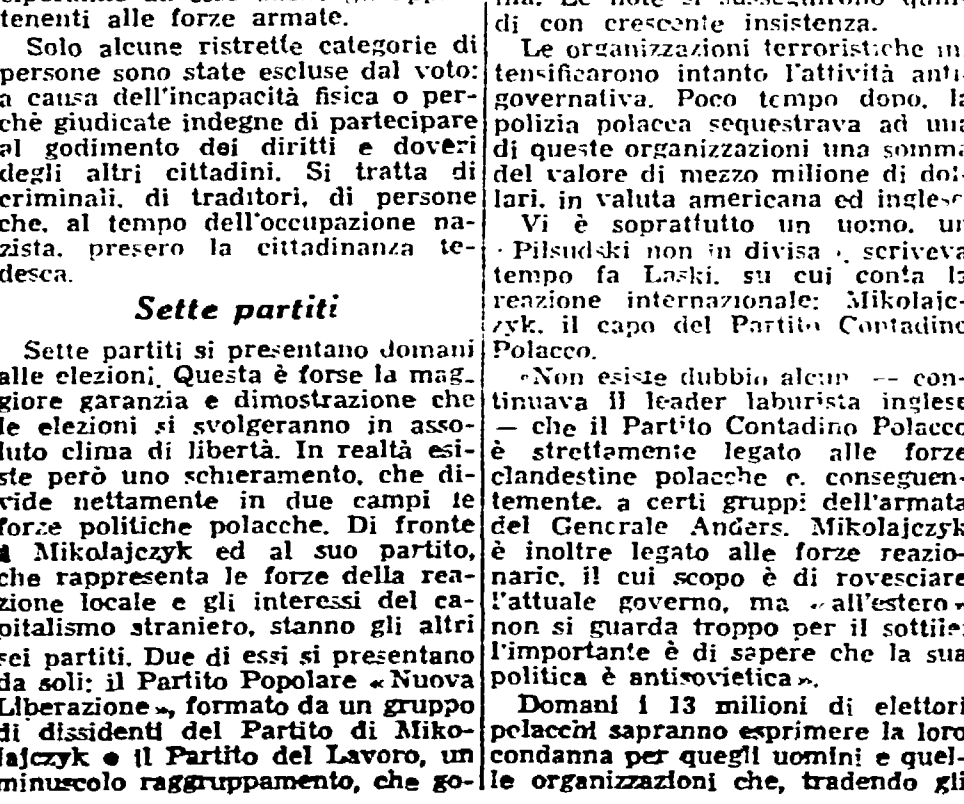 tenenti alle forze armate.
Solo alcune ristrette categorie di
persone sono state escluse dal voto:
a causa dell'incapacità fisica o per-
chè giudicate indegne di partecipare
al godimento dei diritti e doveri
degli altri cittadini. Si tratta di
criminali, di traditori, di persone
che, al tempo dell'occupazione na-
zista, presero la cittadinanza te-
desca.
Sette partiti
Sette partiti si presentano domani
alle elezioni. Questa è forse la mag-
giore garanzia e dimostrazione che
le elezioni si svolgeranno in asso-
luto clima di libertà. In realtà esi-
ste però uno schieramento, che di-
vide nettamente in due campi le
forze politiche polacche. Di fronte
a Mikolajczyk ed al suo partito,
che rappresenta le forze della rea-
zione locale e gli interessi del ca-
pitalismo straniero, stanno gli altri
sei partiti. Due di essi si presentano
da soli: il Partito Popolare « Nuova
Liberazione », formato da un gruppo
di dissidenti del Partito di Miko-
lajczyk e il Partito del Lavoro, un
minuscolo raggruppamento, che go-
di con crescente insistenza.
Le organizzazioni terroristiche in-
tensificarono intanto l'attività anti-
governativa. Poco tempo dopo, la
polizia polacca sequestrava ad una
di queste organizzazioni una somma
del valore di mezzo milione di dol-
lari, in valuta americana ed inglese
Vi è soprattutto un uomo, un
« Pilsudski non in divisa », scriveva
tempo fa Laski, su cui conta la
reazione internazionale: Mikolajc-
zyk, il capo del Partito Contadino
Polacco.
«Non esiste dubbio alcun — con-
tinuava il leader laburista inglese
— che il Partito Contadino Polacco
è strettamente legato alle forze
clandestine polacche e, conseguen-
temente, a certi gruppi dell'armata
del Generale Anders. Mikolajczyk
è inoltre legato alle forze reazio-
narie, il cui scopo è di rovesciare
l'attuale governo, ma « all'estero »
non si guarda troppo per il sottile:
l'importante è di sapere che la sua
politica è antisovietica ».
Domani i 13 milioni di elettori
polacchi sapranno esprimere la loro
condanna per quegli uomini e quel-
le organizzazioni che, tradendo gli